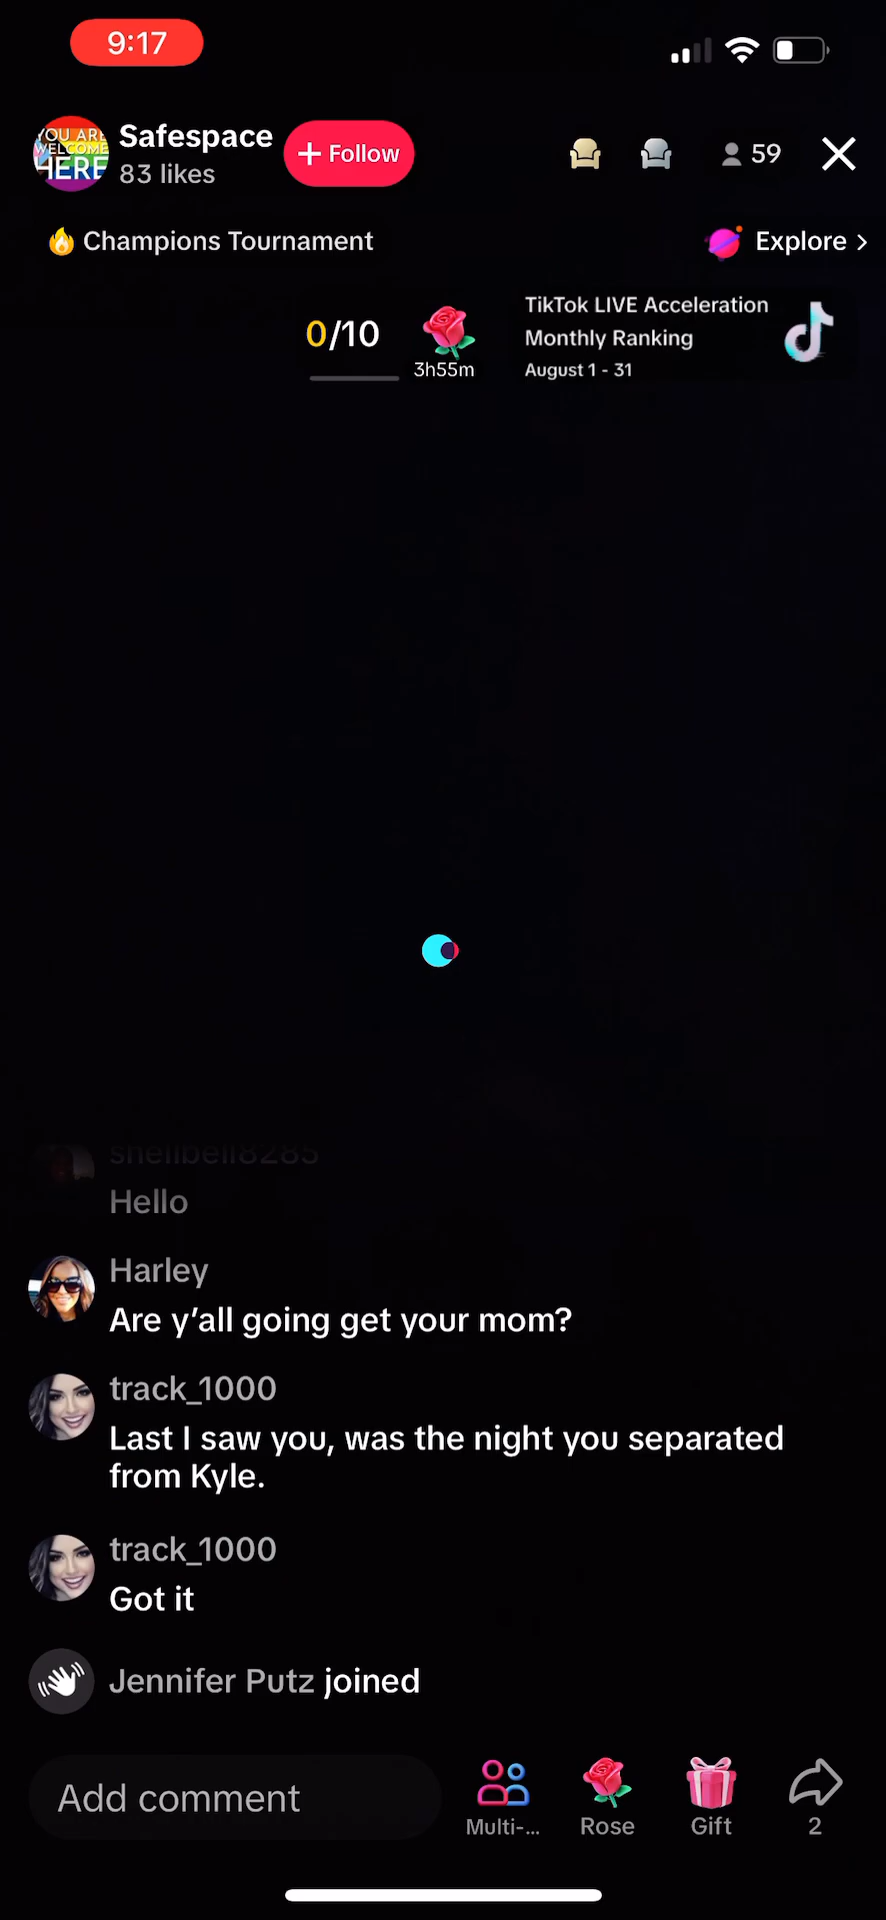 9:17
YOU ARE
WELCOME
HERE
Safespace
83 likes
+ Follow
59
Champions Tournament
Explore >
0/10
3h55m
TikTok LIVE Acceleration
Monthly Ranking
August 1 - 31
shellbell8285
Hello
Harley
Are y’all going get your mom?
track_1000
Last I saw you, was the night you separated
from Kyle.
track_1000
Got it
Jennifer Putz joined
Add comment
Multi-...
Rose
Gift
2